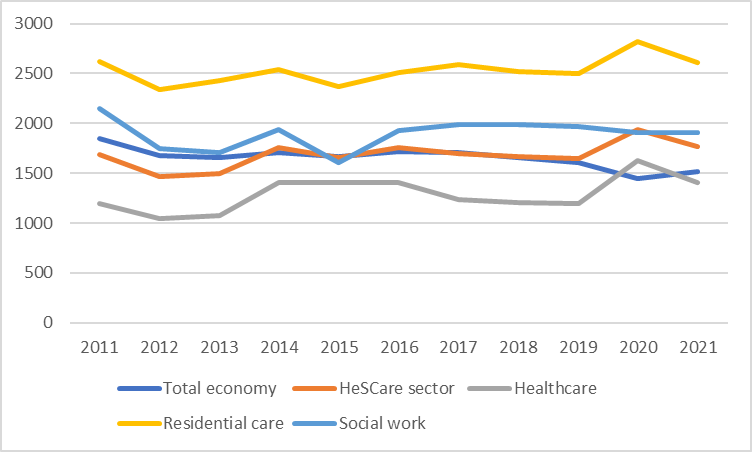 3000
2500
2000
1500
1000
500
0
2011 2012 2013 2014 2015 2016 2017 2018 2019 2020 2021
Total economy HeSCare sector Healthcare
Residential care Social work